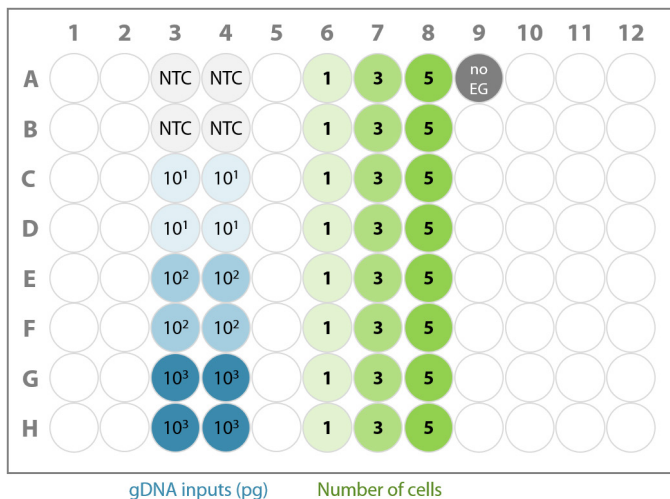 1 2 3 4 5 6 7 8 9 10 11 12
A NTC NTC 1 3 5 no EG
B NTC NTC 1 3 5
C 10¹ 10¹ 1 3 5
D 10¹ 10¹ 1 3 5
E 10² 10² 1 3 5
F 10² 10² 1 3 5
G 10³ 10³ 1 3 5
H 10³ 10³ 1 3 5
gDNA inputs (pg) Number of cells